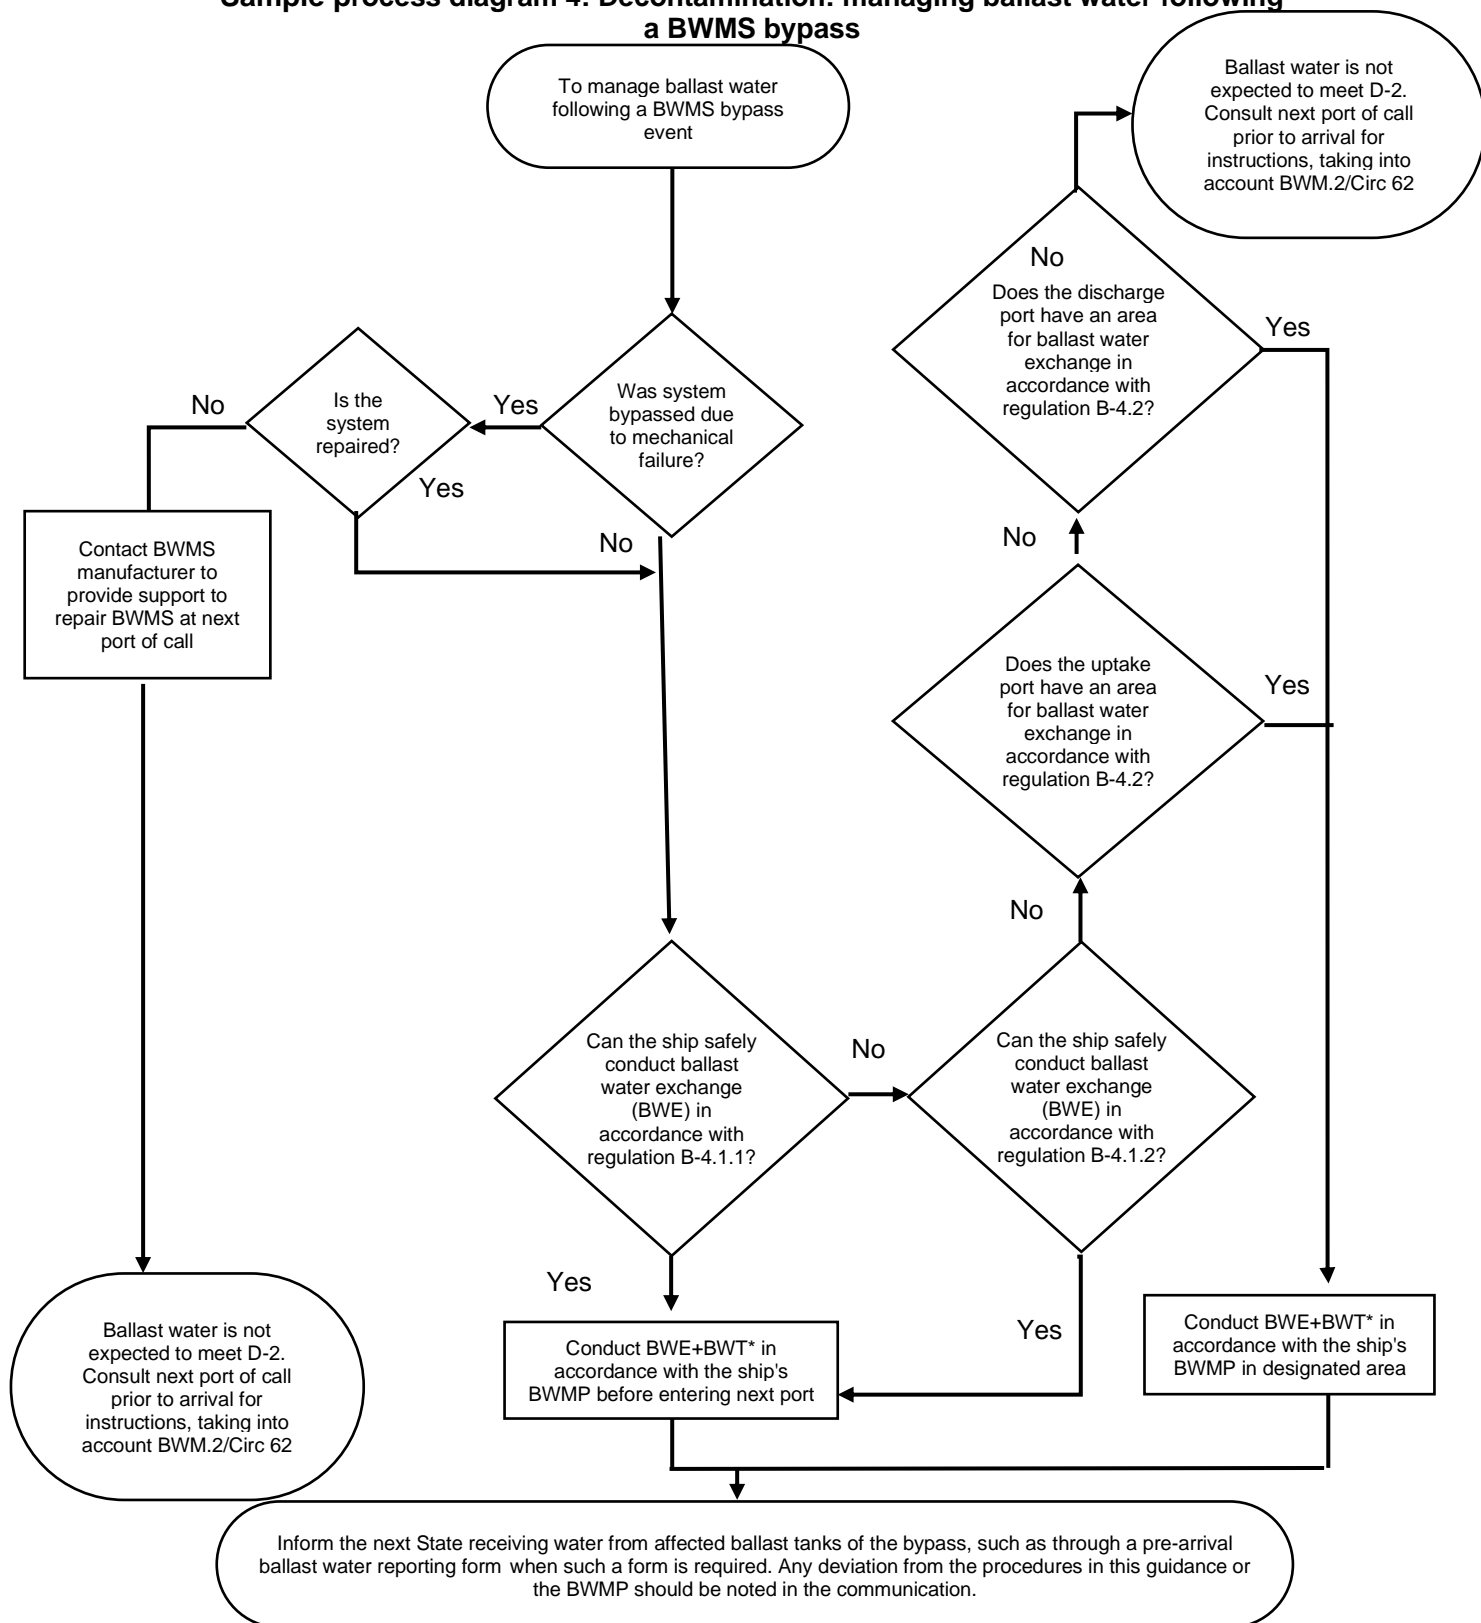 Sample process diagram 4: Decontamination: managing ballast water following
a BWMS bypass
To manage ballast water
following a BWMS bypass
event
Ballast water is not
expected to meet D-2.
Consult next port of call
prior to arrival for
instructions, taking into
account BWM.2/Circ 62
No
Does the discharge
port have an area
for ballast water
exchange in
accordance with
regulation B-4.2?
Yes
Was system
bypassed due
to mechanical
failure?
Yes
Is the
system
repaired?
No
Yes
No
Contact BWMS
manufacturer to
provide support to
repair BWMS at next
port of call
No
Does the uptake
port have an area
for ballast water
exchange in
accordance with
regulation B-4.2?
Yes
No
Can the ship safely
conduct ballast
water exchange
(BWE) in
accordance with
regulation B-4.1.1?
No
Can the ship safely
conduct ballast
water exchange
(BWE) in
accordance with
regulation B-4.1.2?
Yes
Yes
Ballast water is not
expected to meet D-2.
Consult next port of call
prior to arrival for
instructions, taking into
account BWM.2/Circ 62
Conduct BWE+BWT* in
accordance with the ship's
BWMP before entering next port
Conduct BWE+BWT* in
accordance with the ship's
BWMP in designated area
Inform the next State receiving water from affected ballast tanks of the bypass, such as through a pre-arrival
ballast water reporting form when such a form is required. Any deviation from the procedures in this guidance or
the BWMP should be noted in the communication.